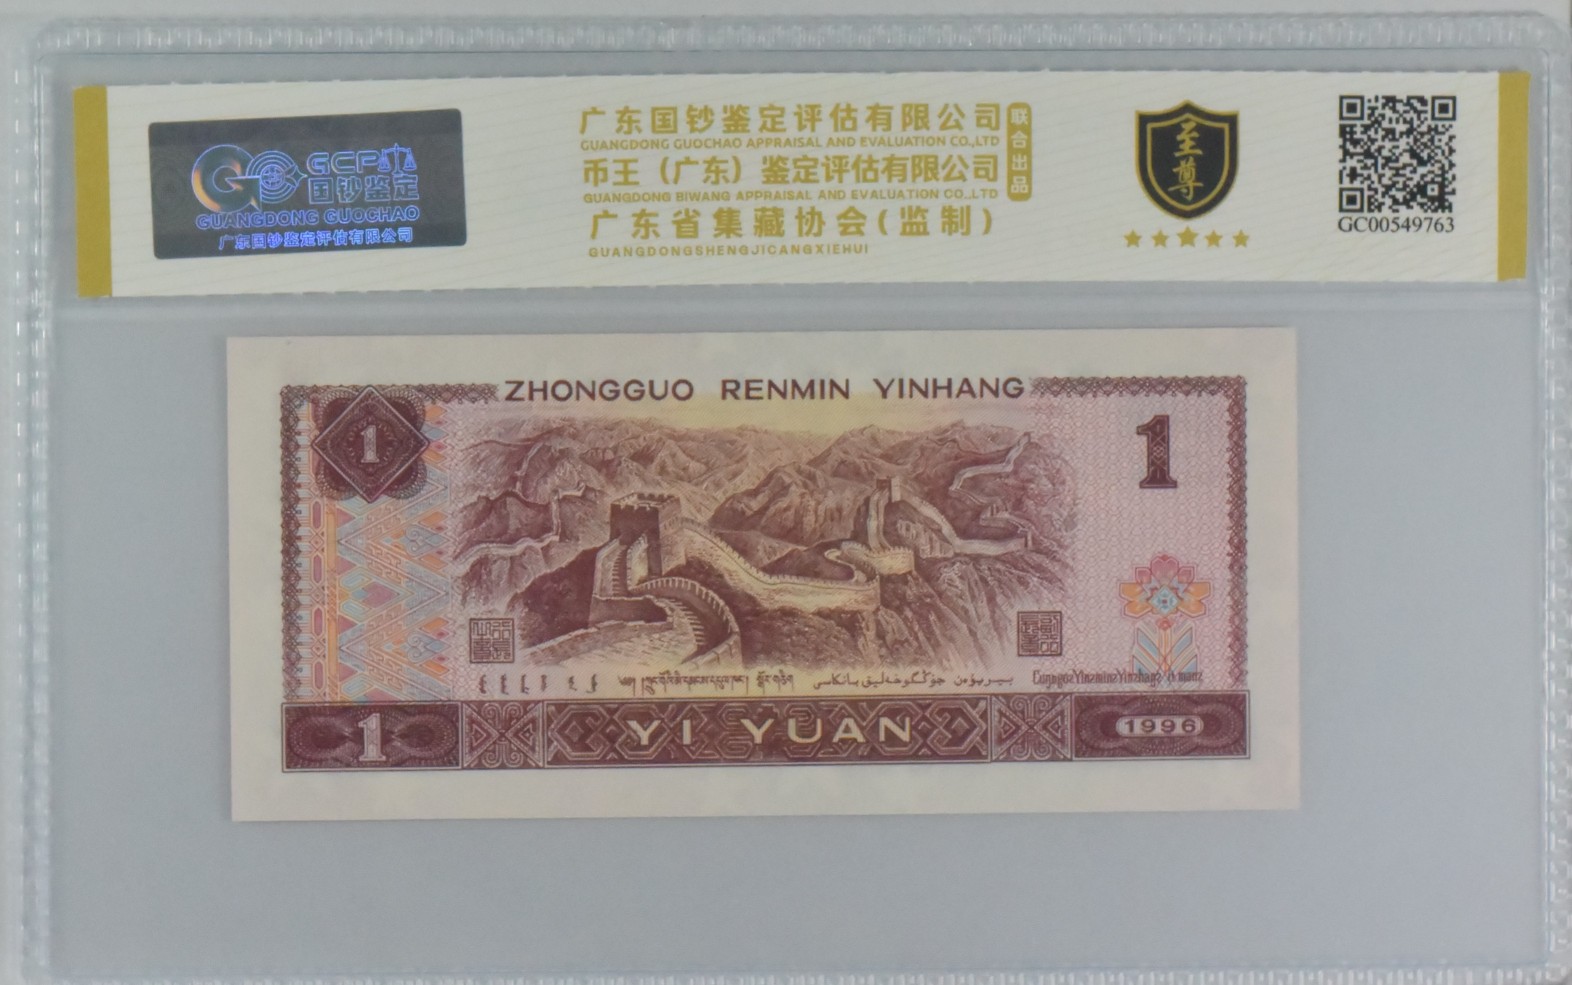 GCP
国钞鉴定
GUANGDONG GUOCHAO
广东国钞鉴定评估有限公司
广东国钞鉴定评估有限公司
GUANGDONG GUOCHAO APPRAISAL AND EVALUATION CO.,LTD
币王（广东）鉴定评估有限公司
GUANGDONG BIWANG APPRAISAL AND EVALUATION CO.,LTD
联合出品
广东省集藏协会(监制)
GUANGDONGSHENGJICANGXIEHUI
至尊
GC00549763
ZHONGGUO RENMIN YINHANG
1
1
1
YI YUAN
1996